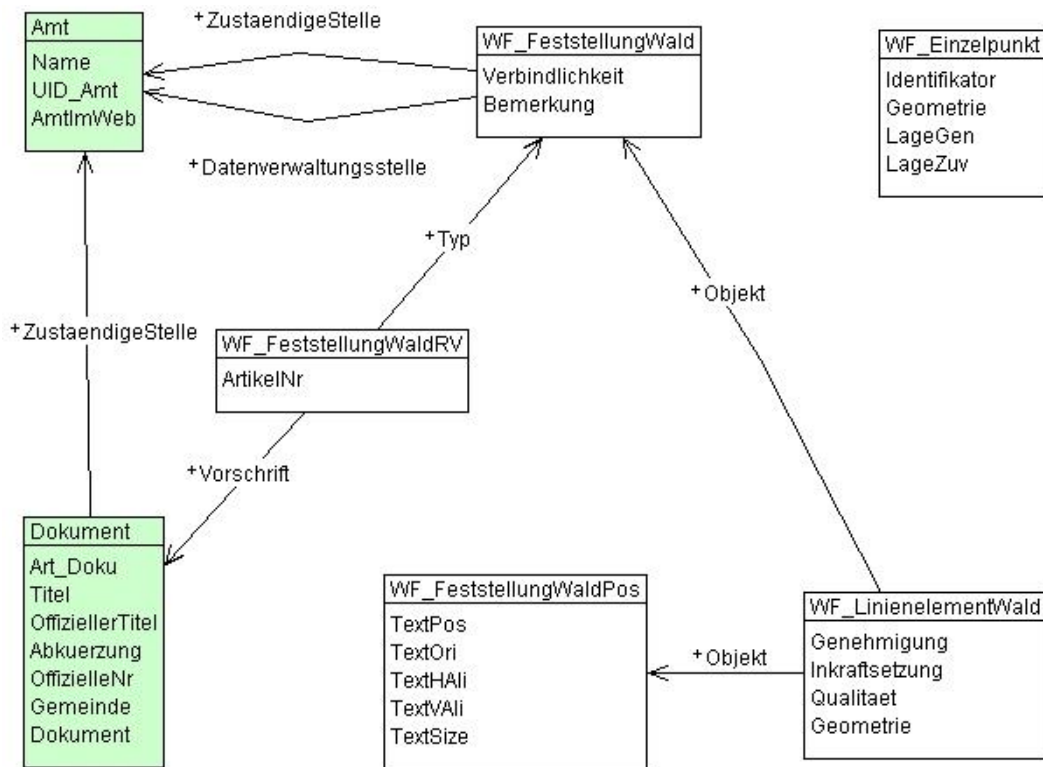 Amt
Name
UID_Amt
AmtImWeb
+ZustaendigeStelle
+Datenverwaltungsstelle
WF_FeststellungWald
Verbindlichkeit
Bemerkung
WF_Einzelpunkt
Identifikator
Geometrie
LageGen
LageZuv
+Typ
+Objekt
+ZustaendigeStelle
WF_FeststellungWaldRV
ArtikelNr
+Vorschrift
Dokument
Art_Doku
Titel
OffiziellerTitel
Abkuerzung
OffizielleNr
Gemeinde
Dokument
WF_FeststellungWaldPos
TextPos
TextOri
TextHAli
TextVAli
TextSize
+Objekt
WF_LinienelementWald
Genehmigung
Inkraftsetzung
Qualitaet
Geometrie